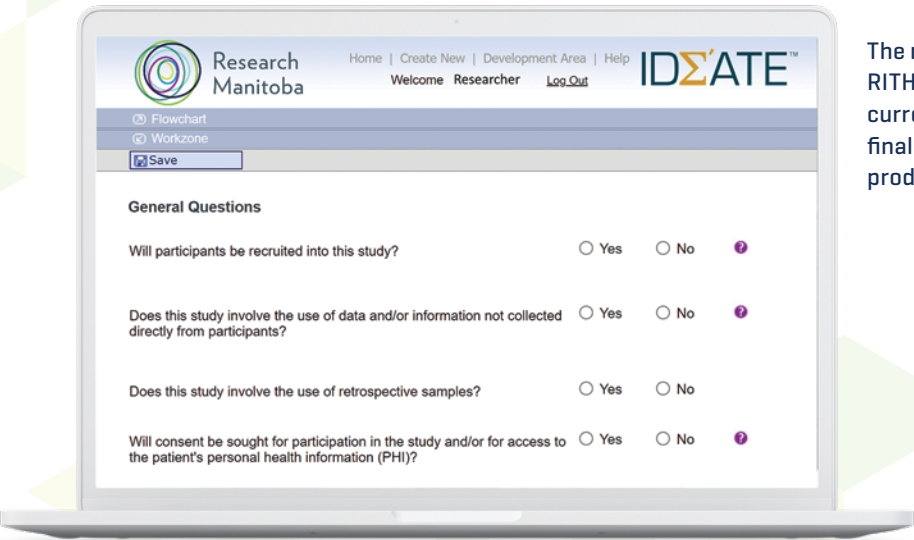 Research
Manitoba
Home | Create New | Development Area | Help
Welcome Researcher Log Out
IDΣ'ATE™
Flowchart
Workzone
Save
General Questions
Will participants be recruited into this study? Yes No ?
Does this study involve the use of data and/or information not collected Yes No ?
directly from participants?
Does this study involve the use of retrospective samples? Yes No
Will consent be sought for participation in the study and/or for access to Yes No ?
the patient's personal health information (PHI)?
The
RITH
curre
final
prod